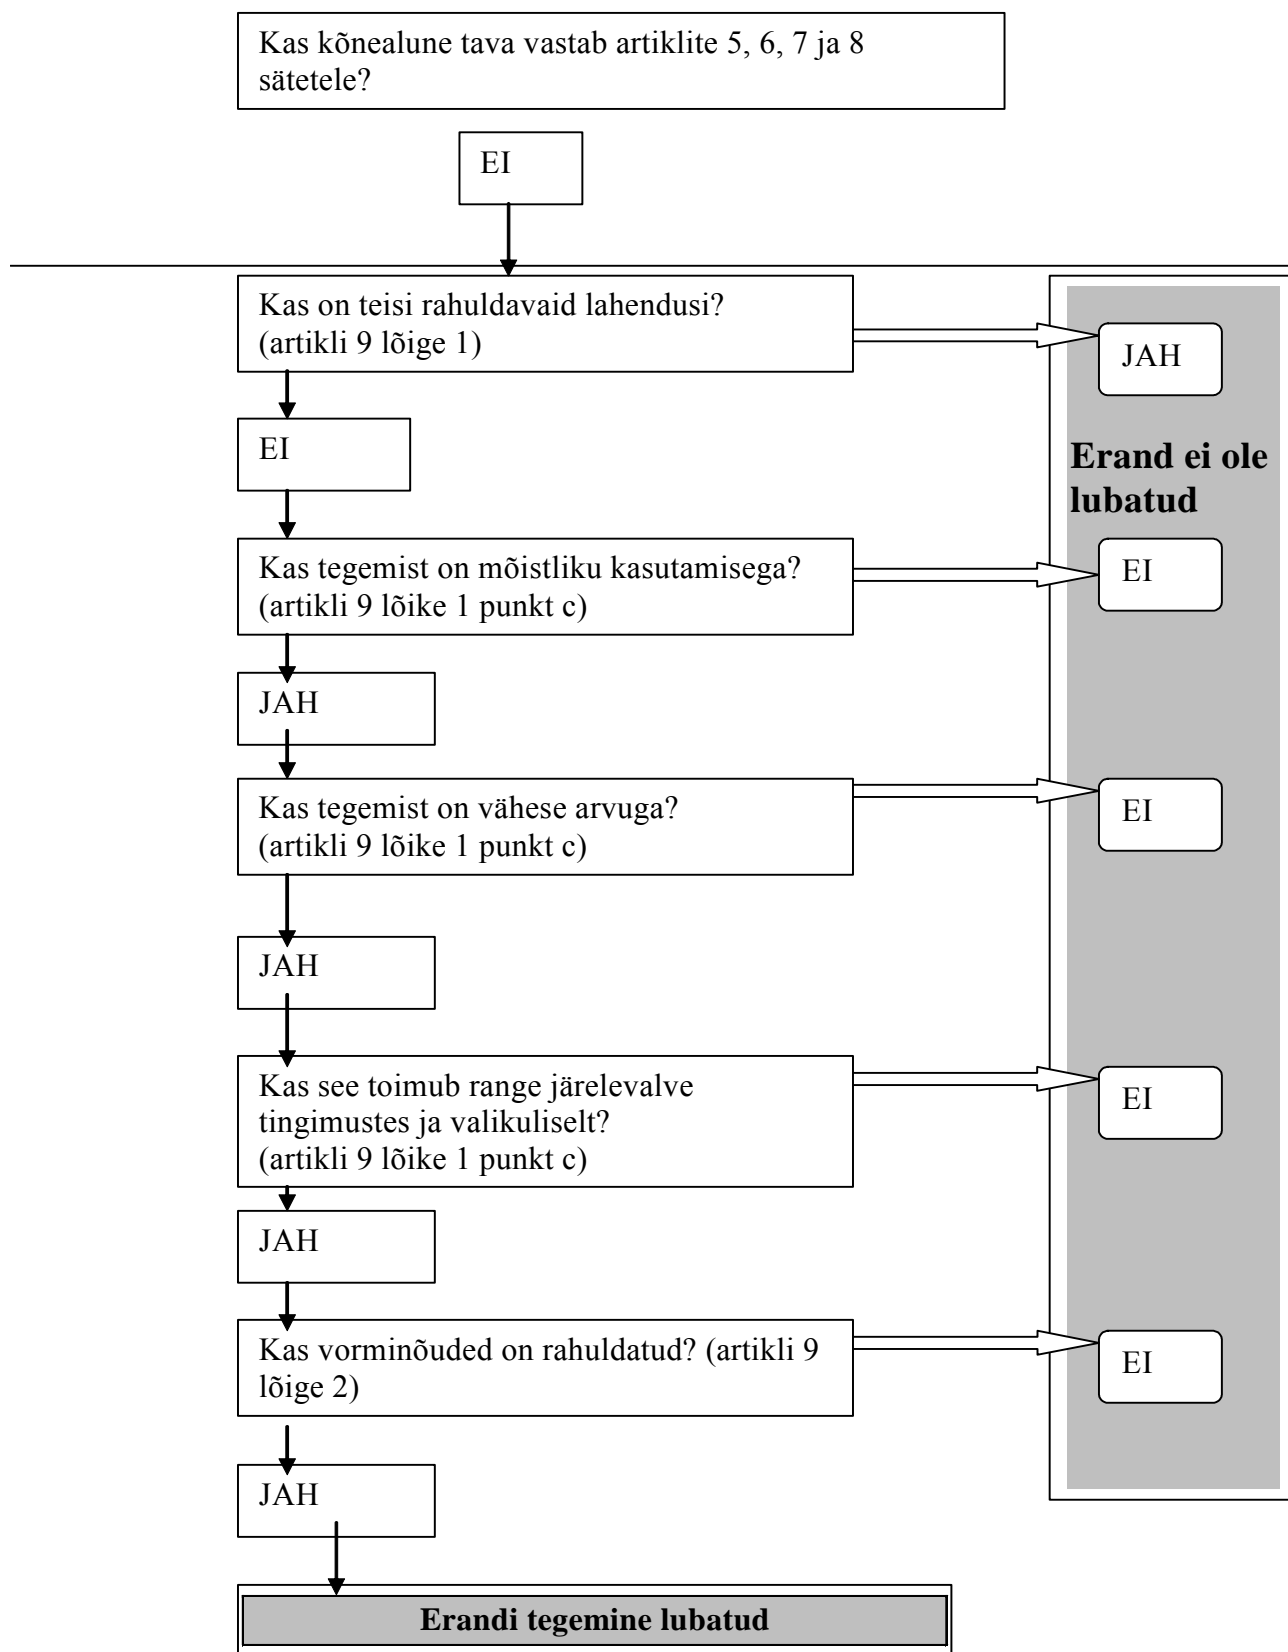 Kas kõnealune tava vastab artiklite 5, 6, 7 ja 8
sätetele?
EI
Kas on teisi rahuldavaid lahendusi?
(artikli 9 lõige 1)
JAH
EI
Erand ei ole
lubatud
Kas tegemist on mõistliku kasutamisega?
(artikli 9 lõike 1 punkt c)
EI
JAH
Kas tegemist on vähese arvuga?
(artikli 9 lõike 1 punkt c)
EI
JAH
Kas see toimub range järelevalve
tingimustes ja valikuliselt?
(artikli 9 lõike 1 punkt c)
EI
JAH
Kas vorminõuded on rahuldatud? (artikli 9
lõige 2)
EI
JAH
Erandi tegemine lubatud